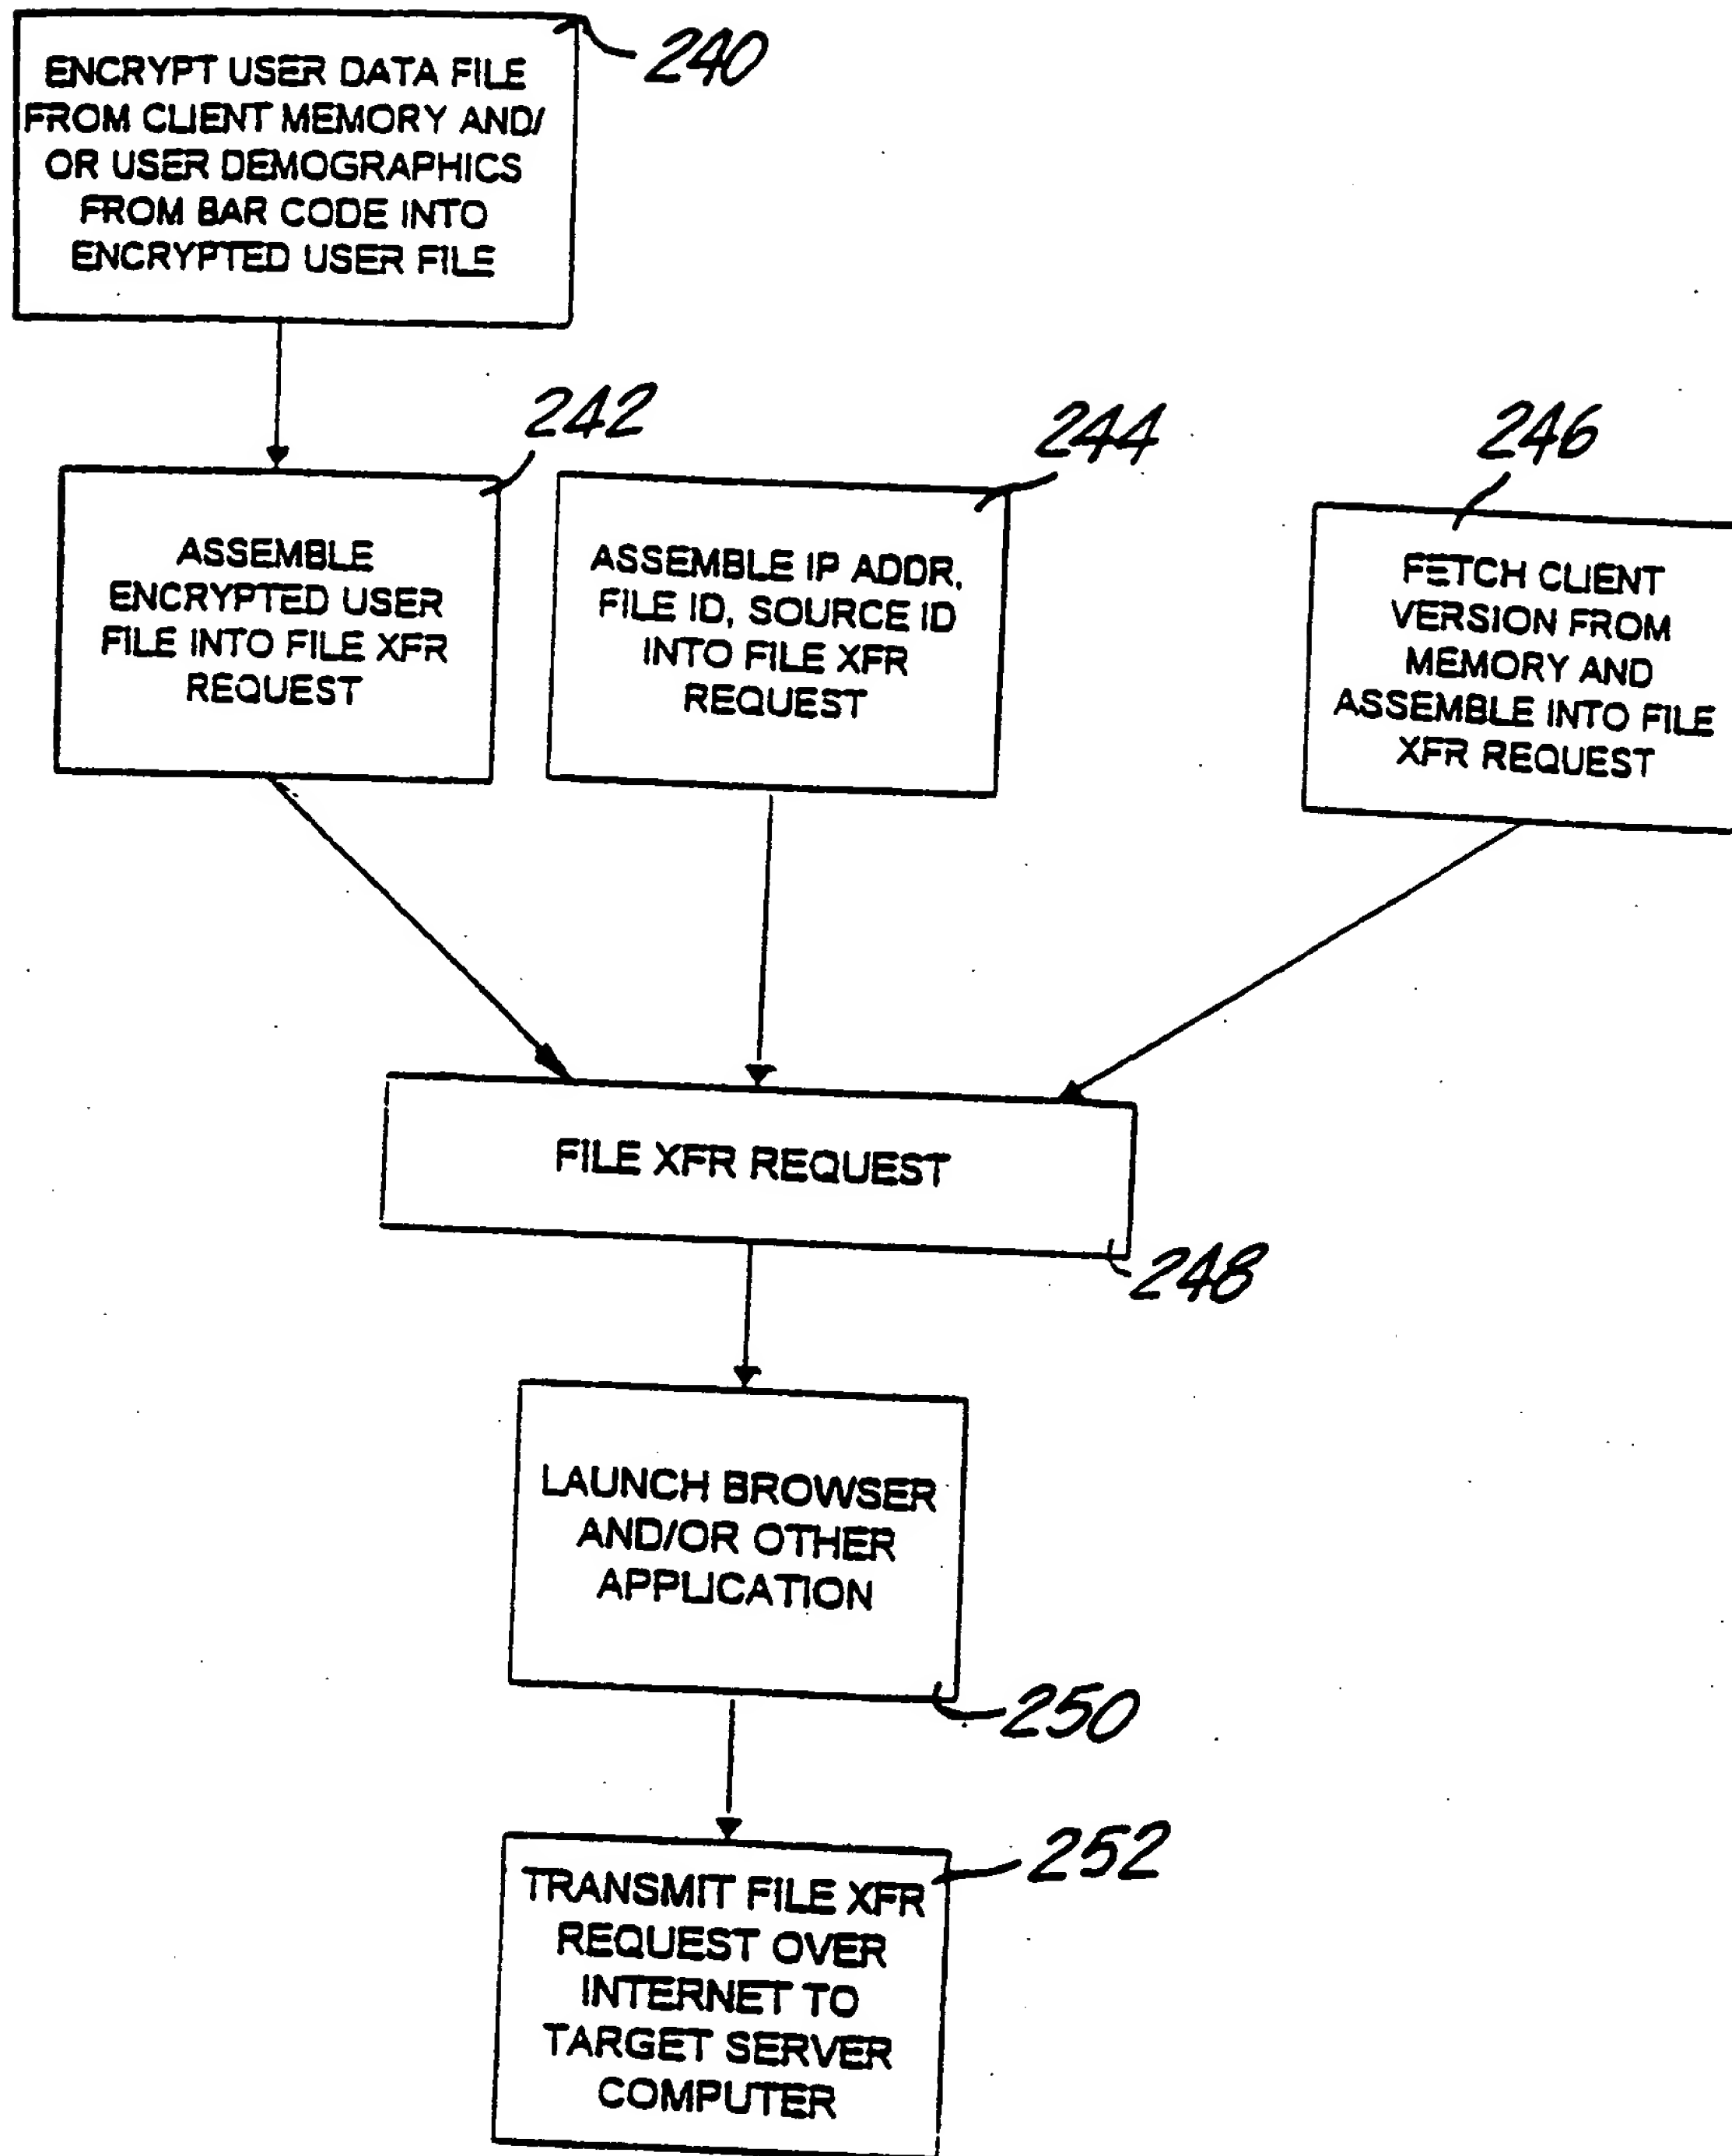 240
ENCRYPT USER DATA FILE
FROM CLIENT MEMORY AND/
OR USER DEMOGRAPHICS
FROM BAR CODE INTO
ENCRYPTED USER FILE
242
ASSEMBLE
ENCRYPTED USER
FILE INTO FILE XFR
REQUEST
244
ASSEMBLE IP ADDR,
FILE ID, SOURCE ID
INTO FILE XFR
REQUEST
246
FETCH CLIENT
VERSION FROM
MEMORY AND
ASSEMBLE INTO FILE
XFR REQUEST
FILE XFR REQUEST
248
LAUNCH BROWSER
AND/OR OTHER
APPLICATION
250
252
TRANSMIT FILE XFR
REQUEST OVER
INTERNET TO
TARGET SERVER
COMPUTER